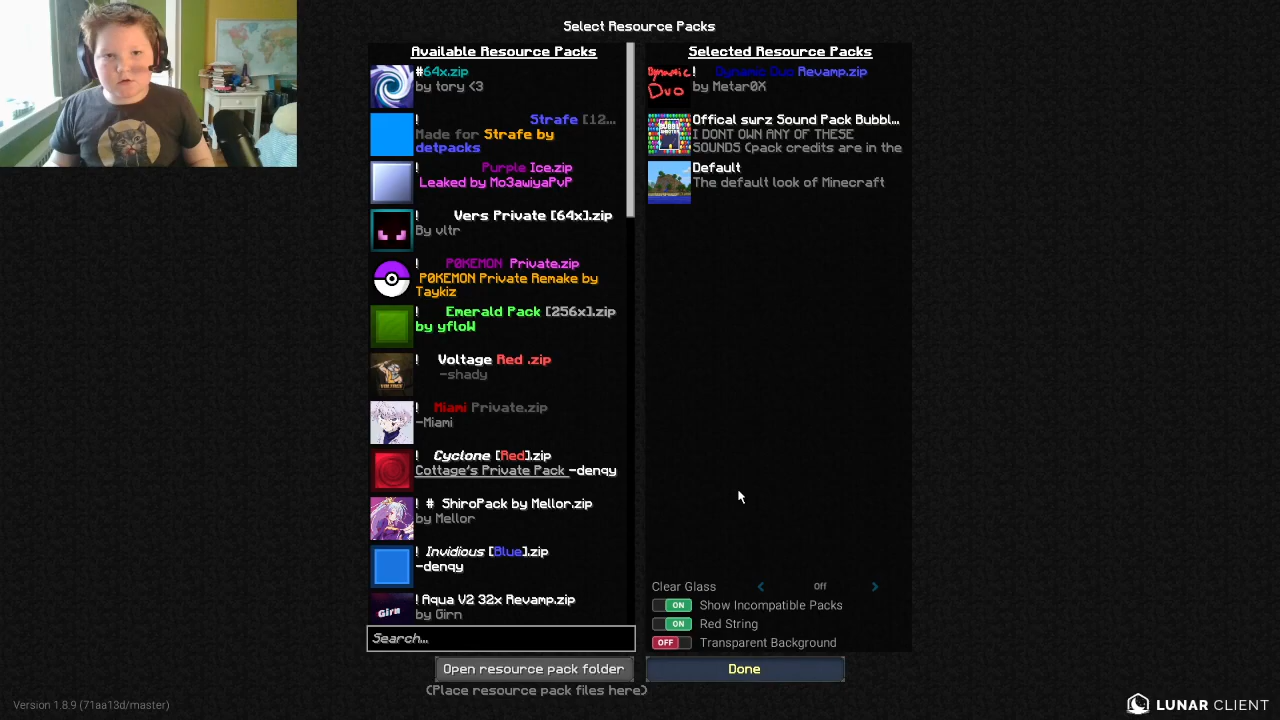 Select Resource Packs
Available Resource Packs
#64x.zip
by tory <3
! Strafe [12...
Made for Strafe by
detpacks
! Purple Ice.zip
Leaked by Mo3awiyaPvP
! Vers Private [64x].zip
By vltr
! P0KEMON Private.zip
P0KEMON Private Remake by
Taykiz
! Emerald Pack [256x].zip
by yfloW
! Voltage Red .zip
-shady
! Miami Private.zip
-Miami
! Cyclone [Red].zip
Cottage's Private Pack -denqy
! # ShiroPack by Mellor.zip
by Mellor
! Invidious [Blue].zip
-denqy
Girn
! Aqua V2 32x Revamp.zip
by Girn
Search...
Open resource pack folder
(Place resource pack files here)
Selected Resource Packs
Dynamic
Duo
! Dynamic Duo Revamp.zip
by Metar0X
Offical swrz Sound Pack Bubbl...
I DONT OWN ANY OF THESE
SOUNDS (pack credits are in the
Default
The default look of Minecraft
Clear Glass < Off >
ON Show Incompatible Packs
ON Red String
OFF Transparent Background
Done
Version 1.8.9 (71aa13d/master)
LUNAR CLIENT